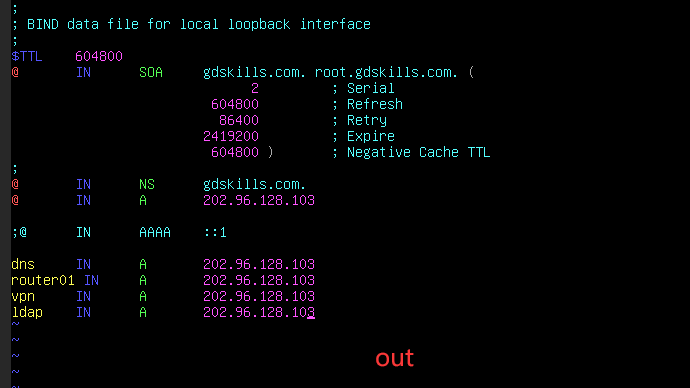 ;
; BIND data file for local loopback interface
;
$TTL    604800
@       IN      SOA     gdskills.com. root.gdskills.com. (
                              2         ; Serial
                         604800         ; Refresh
                          86400         ; Retry
                        2419200         ; Expire
                         604800 )       ; Negative Cache TTL
;
@       IN      NS      gdskills.com.
@       IN      A       202.96.128.103
;@      IN      AAAA    ::1
dns     IN      A       202.96.128.103
router01 IN     A       202.96.128.103
vpn     IN      A       202.96.128.103
ldap    IN      A       202.96.128.103
~
~
~
~
~
out